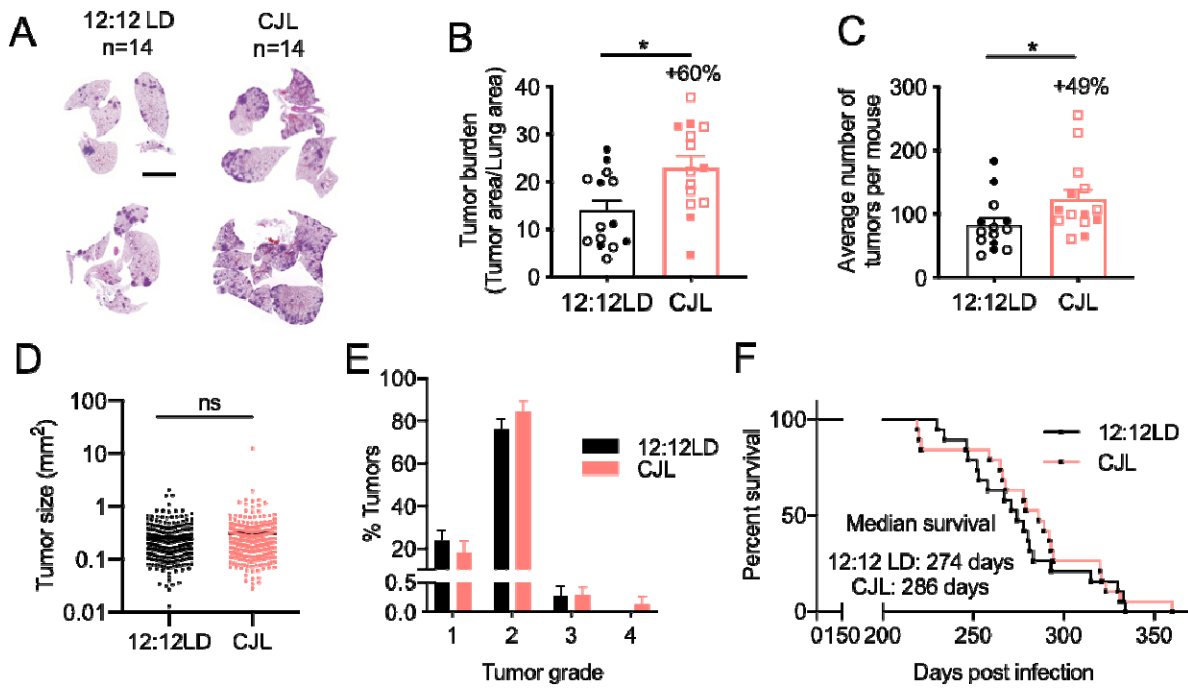 A
12:12 LD
n=14
CJL
n=14
B
*
+60%
Tumor burden
(Tumor area/Lung area)
40
30
20
10
0
12:12LD
CJL
C
*
+49%
Average number of
tumors per mouse
300
200
100
0
12:12LD
CJL
D
ns
Tumor size (mm²)
100
10
1
0.1
0.01
12:12LD
CJL
E
% Tumors
100
80
60
40
20
0.5
0.0
12:12LD
CJL
1
2
3
4
Tumor grade
F
Percent survival
100
50
0
12:12LD
CJL
Median survival
12:12 LD: 274 days
CJL: 286 days
0
150
200
250
300
350
Days post infection